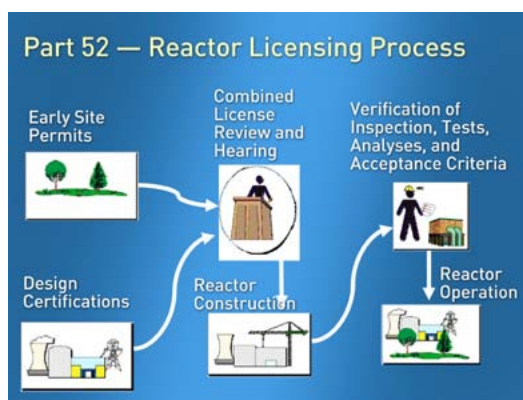 Part 52 — Reactor Licensing Process
Early Site
Permits
Combined
License
Review and
Hearing
Verification of
Inspection, Tests,
Analyses, and
Acceptance Criteria
Design
Certifications
Reactor
Construction
Reactor
Operation